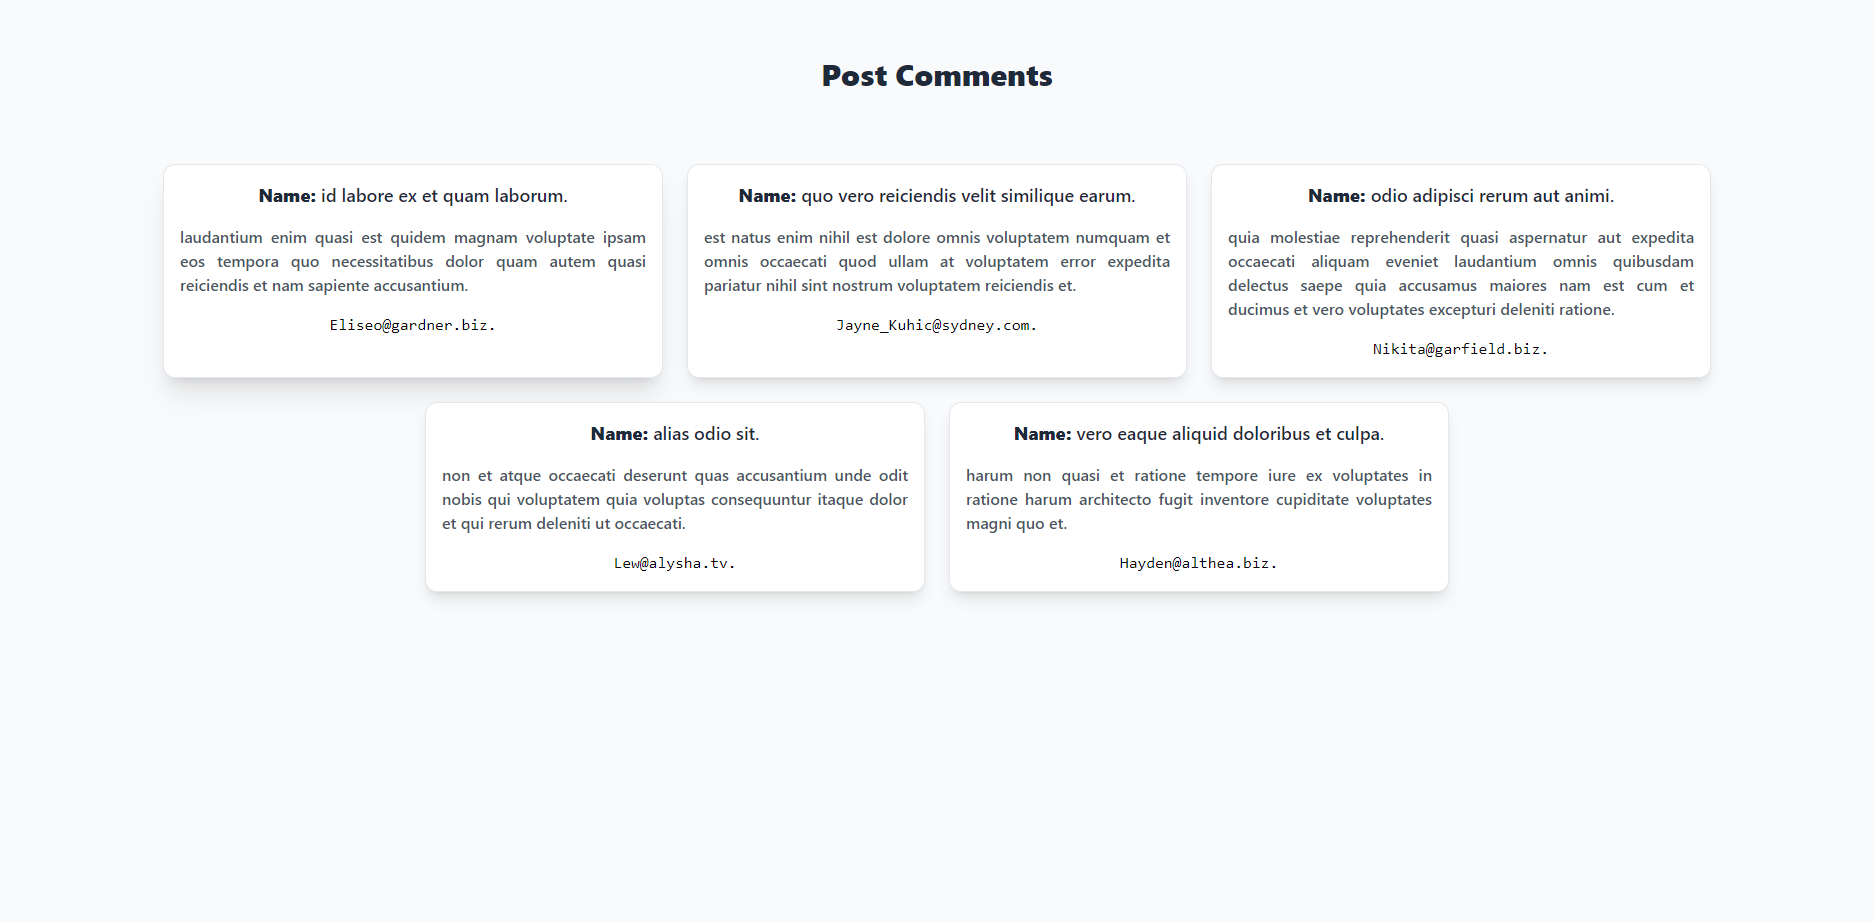 Post Comments
Name: id labore ex et quam laborum.
laudantium enim quasi est quidem magnam voluptate ipsam
eos tempora quo necessitatibus dolor quam autem quasi
reiciendis et nam sapiente accusantium.
Eliseo@gardner.biz.
Name: quo vero reiciendis velit similique earum.
est natus enim nihil est dolore omnis voluptatem numquam et
omnis occaecati quod ullam at voluptatem error expedita
pariatur nihil sint nostrum voluptatem reiciendis et.
Jayne_Kuhic@sydney.com.
Name: odio adipisci rerum aut animi.
quia molestiae reprehenderit quasi aspernatur aut expedita
occaecati aliquam eveniet laudantium omnis quibusdam
delectus saepe quia accusamus maiores nam est cum et
ducimus et vero voluptates excepturi deleniti ratione.
Nikita@garfield.biz.
Name: alias odio sit.
non et atque occaecati deserunt quas accusantium unde odit
nobis qui voluptatem quia voluptas consequuntur itaque dolor
et qui rerum deleniti ut occaecati.
Lew@alysha.tv.
Name: vero eaque aliquid doloribus et culpa.
harum non quasi et ratione tempore iure ex voluptates in
ratione harum architecto fugit inventore cupiditate voluptates
magni quo et.
Hayden@althea.biz.